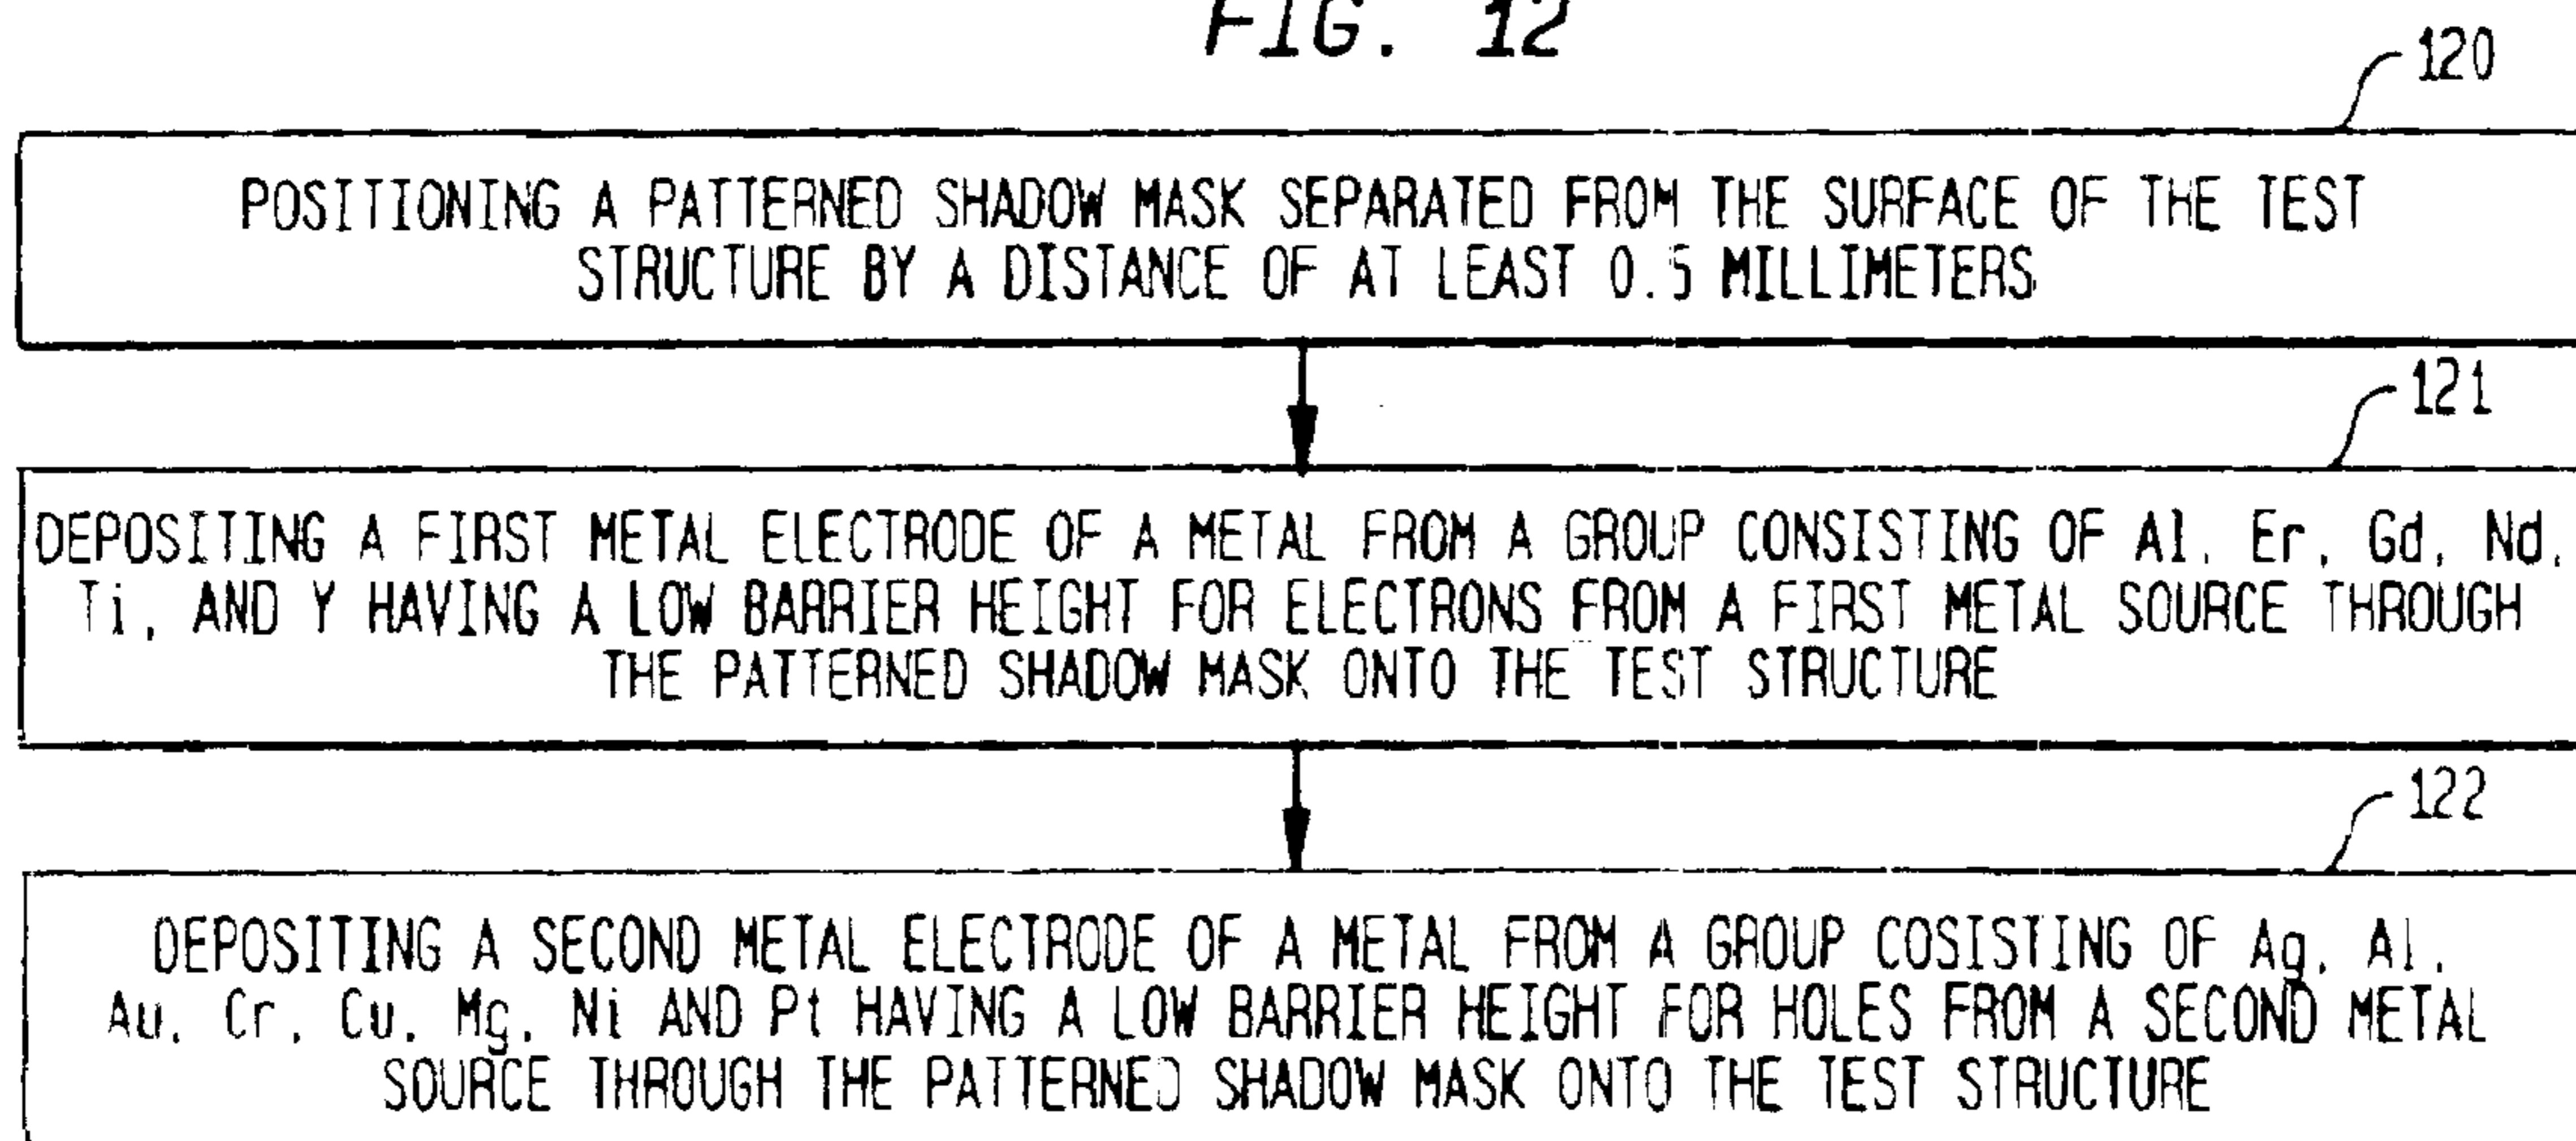 FIG. 12
120
POSITIONING A PATTERNED SHADOW MASK SEPARATED FROM THE SURFACE OF THE TEST
STRUCTURE BY A DISTANCE OF AT LEAST 0.5 MILLIMETERS
121
DEPOSITING A FIRST METAL ELECTRODE OF A METAL FROM A GROUP CONSISTING OF Al, Er, Gd, Nd,
Ti, AND Y HAVING A LOW BARRIER HEIGHT FOR ELECTRONS FROM A FIRST METAL SOURCE THROUGH
THE PATTERNED SHADOW MASK ONTO THE TEST STRUCTURE
122
DEPOSITING A SECOND METAL ELECTRODE OF A METAL FROM A GROUP COSISTING OF Ag, Al,
Au, Cr, Cu, Mg, Ni AND Pt HAVING A LOW BARRIER HEIGHT FOR HOLES FROM A SECOND METAL
SOURCE THROUGH THE PATTERNED SHADOW MASK ONTO THE TEST STRUCTURE